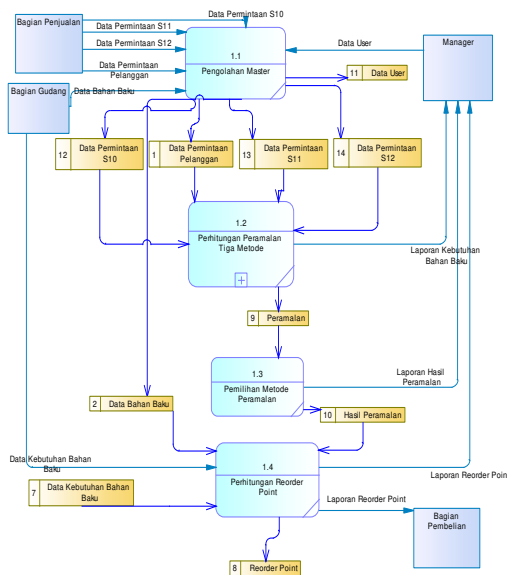 Data Permintaan S10
Bagian Penjualan
Data Permintaan S11
Data Permintaan S12
Data Permintaan
Pelanggan
1.1
Pengolahan Master
Data User
Manager
11 Data User
Bagian Gudang
Data Bahan Baku
12 Data Permintaan
S10
1 Data Permintaan
Pelanggan
13 Data Permintaan
S11
14 Data Permintaan
S12
1.2
Perhitungan Peramalan
Tiga Metode
Laporan Kebutuhan
Bahan Baku
9 Peramalan
1.3
Pemilihan Metode
Peramalan
Laporan Hasil
Peramalan
2 Data Bahan Baku
10 Hasil Peramalan
Data Kebutuhan Bahan
Baku
1.4
Perhitungan Reorder
Point
Laporan Reorder Poin
7 Data Kebutuhan Bahan
Baku
Laporan Reorder Point
Bagian
Pembelian
8 Reorder Point